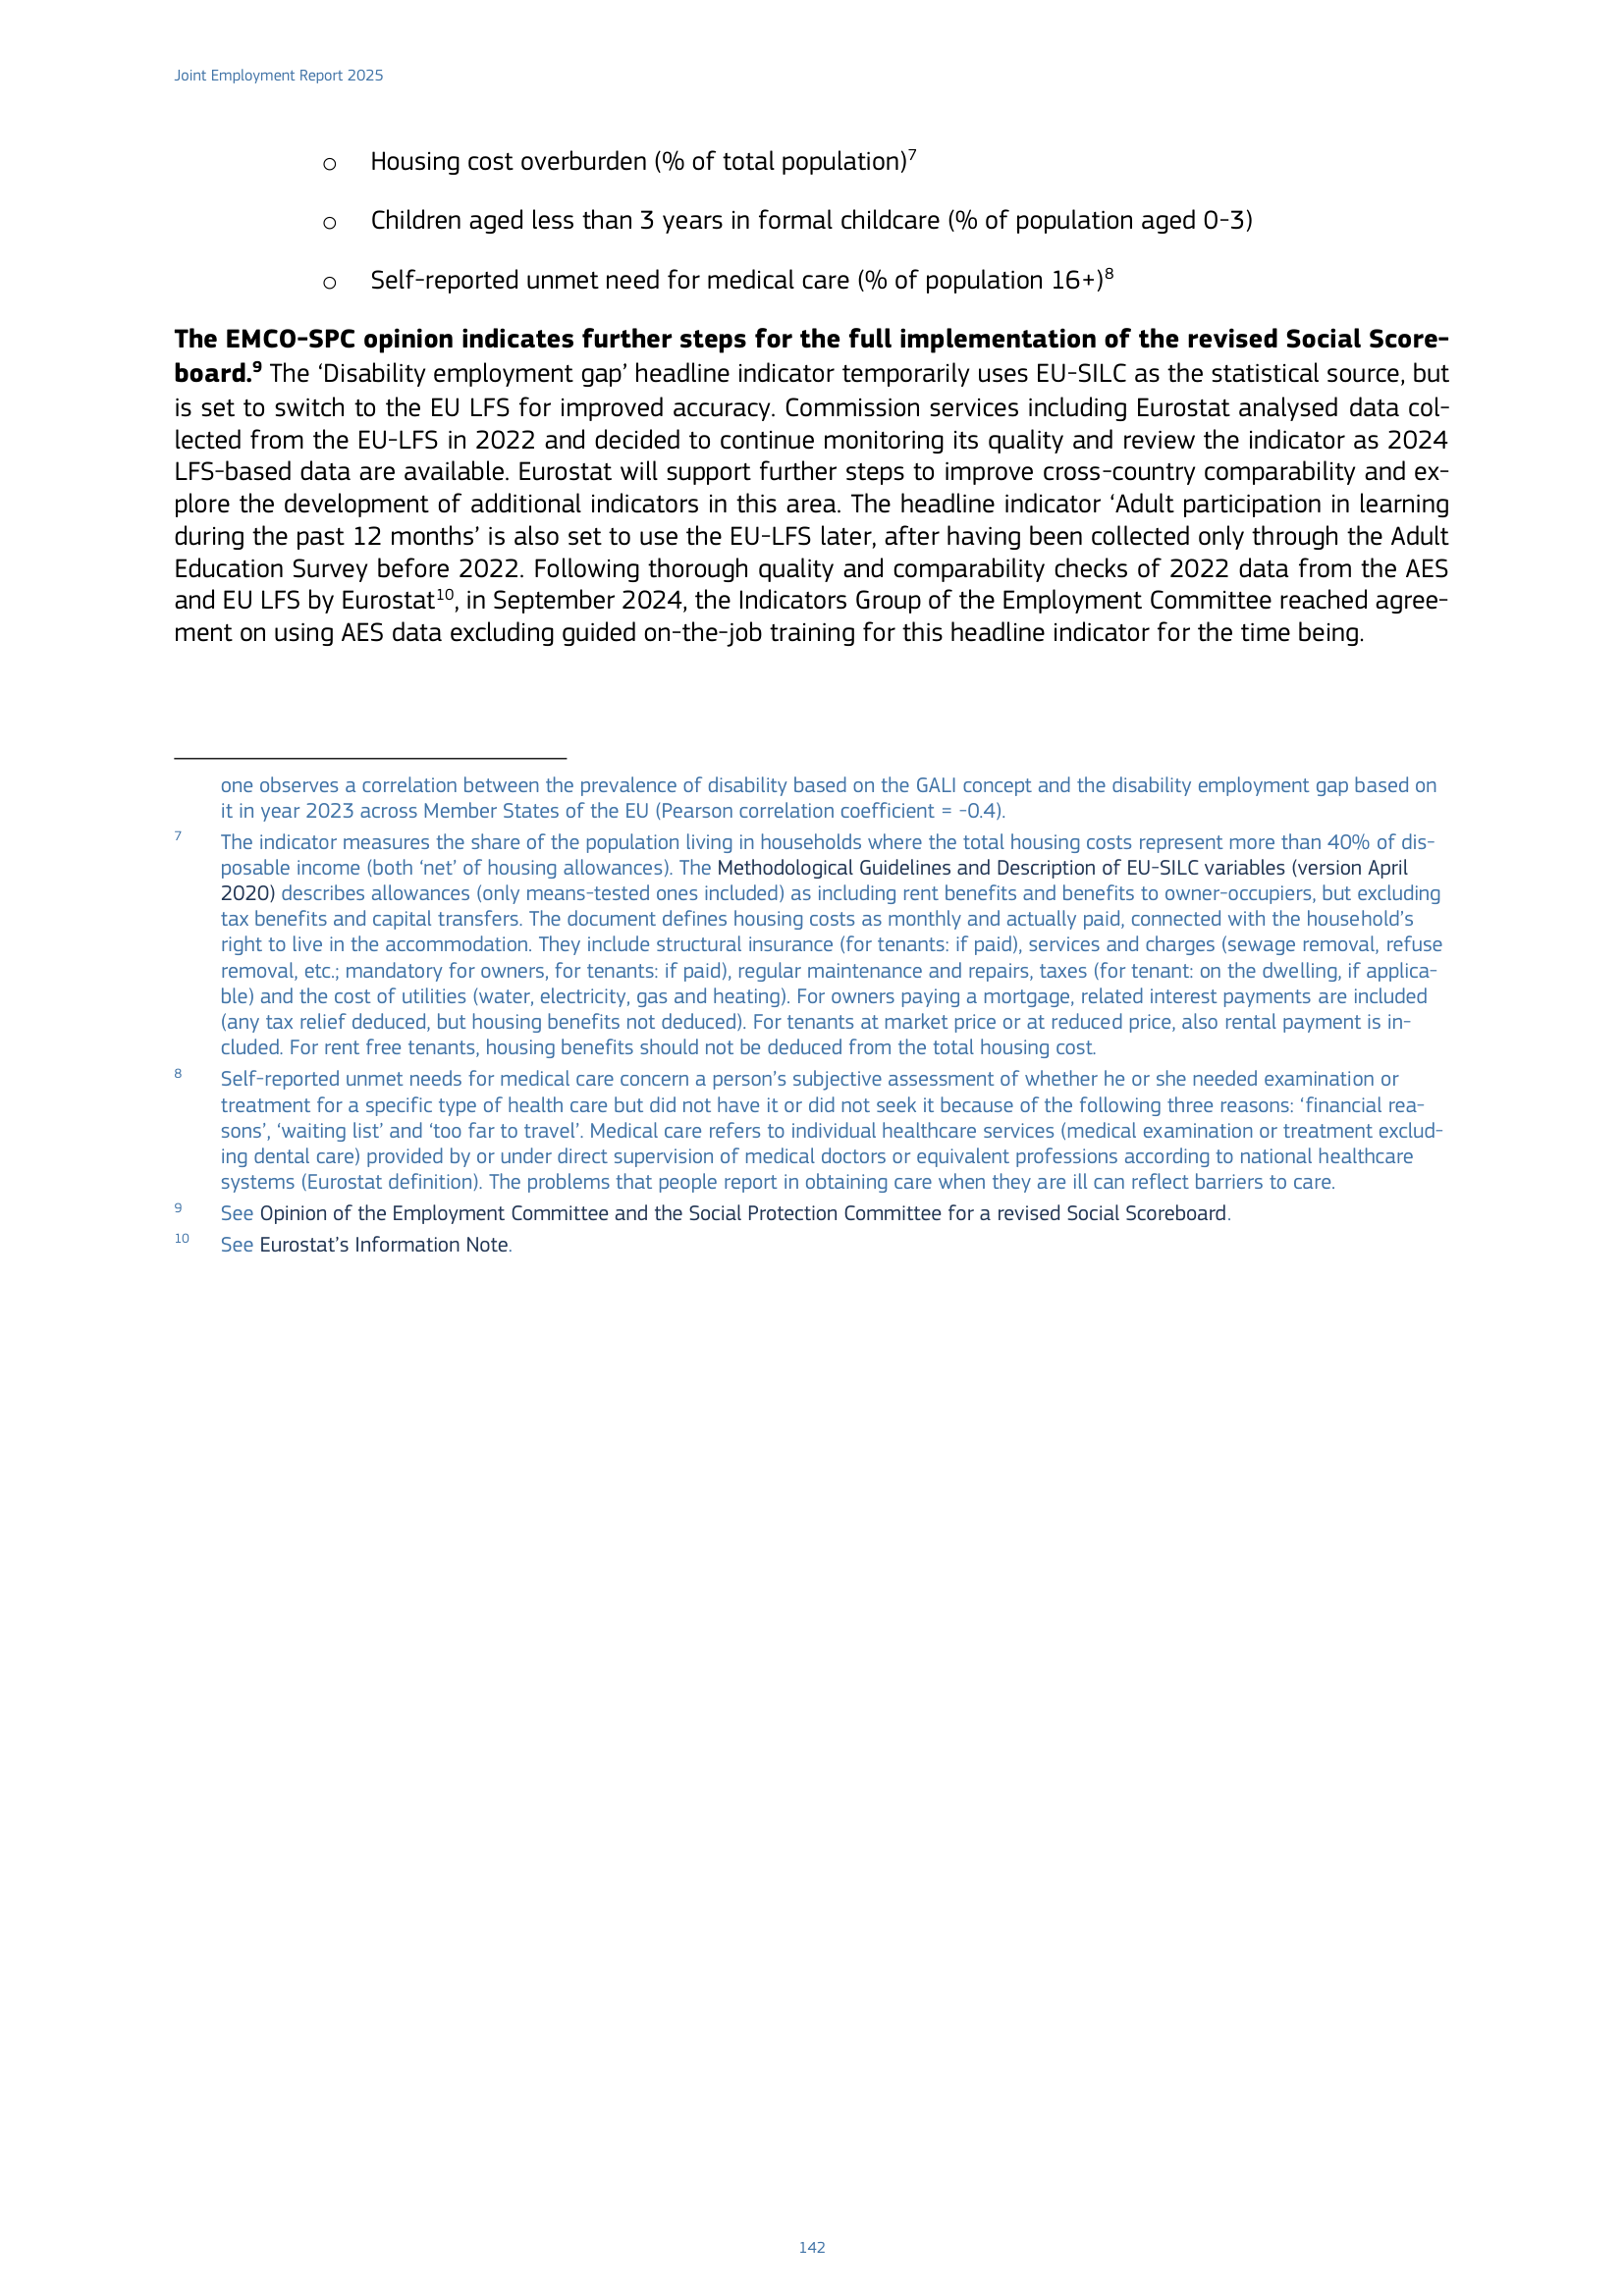 Joint Employment Report 2025
o Housing cost overburden (% of total population)7
o Children aged less than 3 years in formal childcare (% of population aged 0-3)
o Self-reported unmet need for medical care (% of population 16+)8
The EMCO-SPC opinion indicates further steps for the full implementation of the revised Social Score-
board.9 The ‘Disability employment gap’ headline indicator temporarily uses EU-SILC as the statistical source, but
is set to switch to the EU LFS for improved accuracy. Commission services including Eurostat analysed data col-
lected from the EU-LFS in 2022 and decided to continue monitoring its quality and review the indicator as 2024
LFS-based data are available. Eurostat will support further steps to improve cross-country comparability and ex-
plore the development of additional indicators in this area. The headline indicator ‘Adult participation in learning
during the past 12 months’ is also set to use the EU-LFS later, after having been collected only through the Adult
Education Survey before 2022. Following thorough quality and comparability checks of 2022 data from the AES
and EU LFS by Eurostat10, in September 2024, the Indicators Group of the Employment Committee reached agree-
ment on using AES data excluding guided on-the-job training for this headline indicator for the time being.
one observes a correlation between the prevalence of disability based on the GALI concept and the disability employment gap based on
it in year 2023 across Member States of the EU (Pearson correlation coefficient = -0.4).
7 The indicator measures the share of the population living in households where the total housing costs represent more than 40% of dis-
posable income (both ‘net’ of housing allowances). The Methodological Guidelines and Description of EU-SILC variables (version April
2020) describes allowances (only means-tested ones included) as including rent benefits and benefits to owner-occupiers, but excluding
tax benefits and capital transfers. The document defines housing costs as monthly and actually paid, connected with the household’s
right to live in the accommodation. They include structural insurance (for tenants: if paid), services and charges (sewage removal, refuse
removal, etc.; mandatory for owners, for tenants: if paid), regular maintenance and repairs, taxes (for tenant: on the dwelling, if applica-
ble) and the cost of utilities (water, electricity, gas and heating). For owners paying a mortgage, related interest payments are included
(any tax relief deduced, but housing benefits not deduced). For tenants at market price or at reduced price, also rental payment is in-
cluded. For rent free tenants, housing benefits should not be deduced from the total housing cost.
8 Self-reported unmet needs for medical care concern a person’s subjective assessment of whether he or she needed examination or
treatment for a specific type of health care but did not have it or did not seek it because of the following three reasons: ‘financial rea-
sons’, ‘waiting list’ and ‘too far to travel’. Medical care refers to individual healthcare services (medical examination or treatment exclud-
ing dental care) provided by or under direct supervision of medical doctors or equivalent professions according to national healthcare
systems (Eurostat definition). The problems that people report in obtaining care when they are ill can reflect barriers to care.
9 See Opinion of the Employment Committee and the Social Protection Committee for a revised Social Scoreboard.
10 See Eurostat’s Information Note.
142